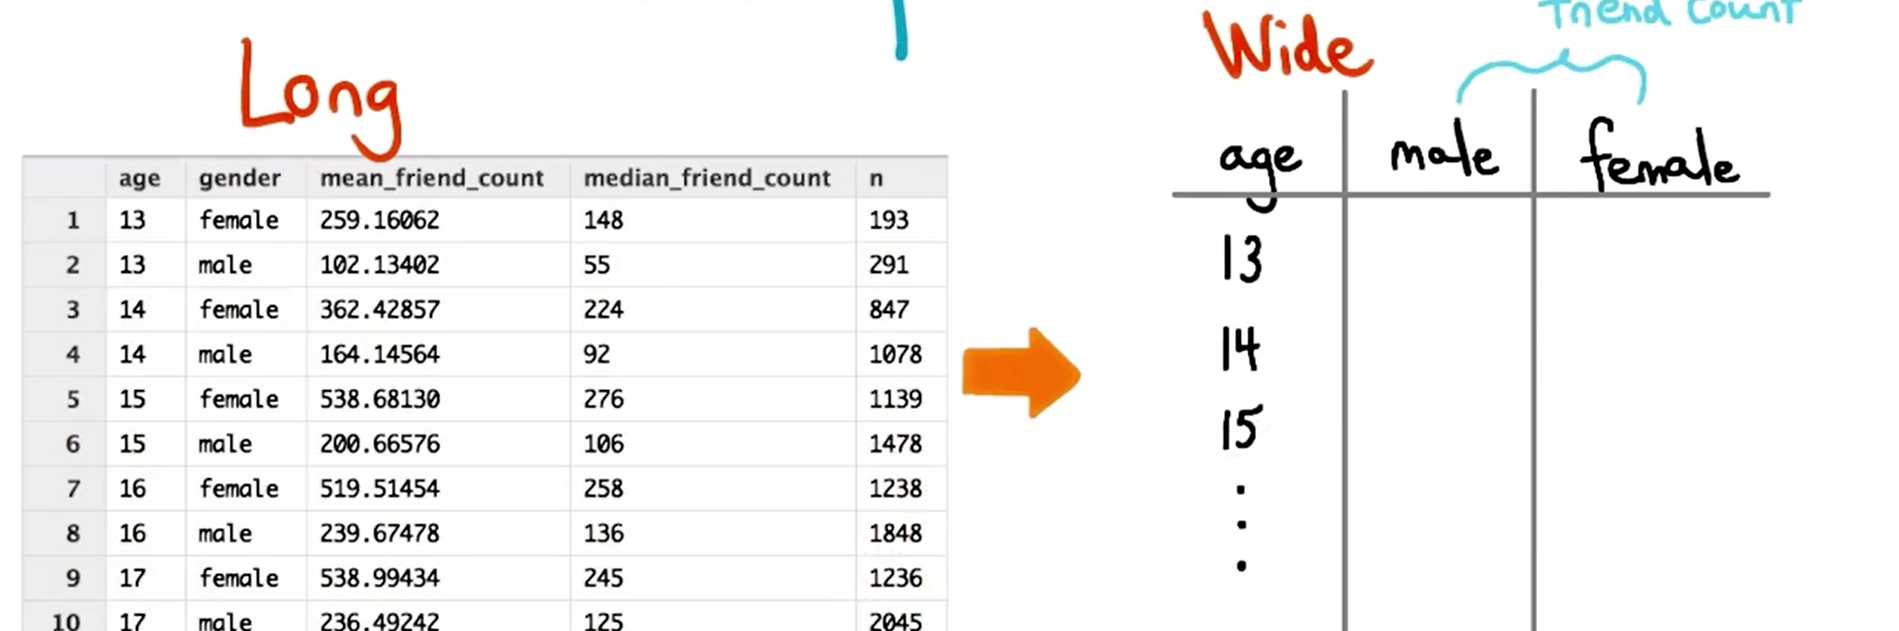 Long
age gender mean_friend_count median_friend_count n
1 13 female 259.16062 148 193
2 13 male 102.13402 55 291
3 14 female 362.42857 224 847
4 14 male 164.14564 92 1078
5 15 female 538.68130 276 1139
6 15 male 200.66576 106 1478
7 16 female 519.51454 258 1238
8 16 male 239.67478 136 1848
9 17 female 538.99434 245 1236
10 17 male 236.49242 125 2045
friend count
Wide
age male female
13
14
15
.
.
.